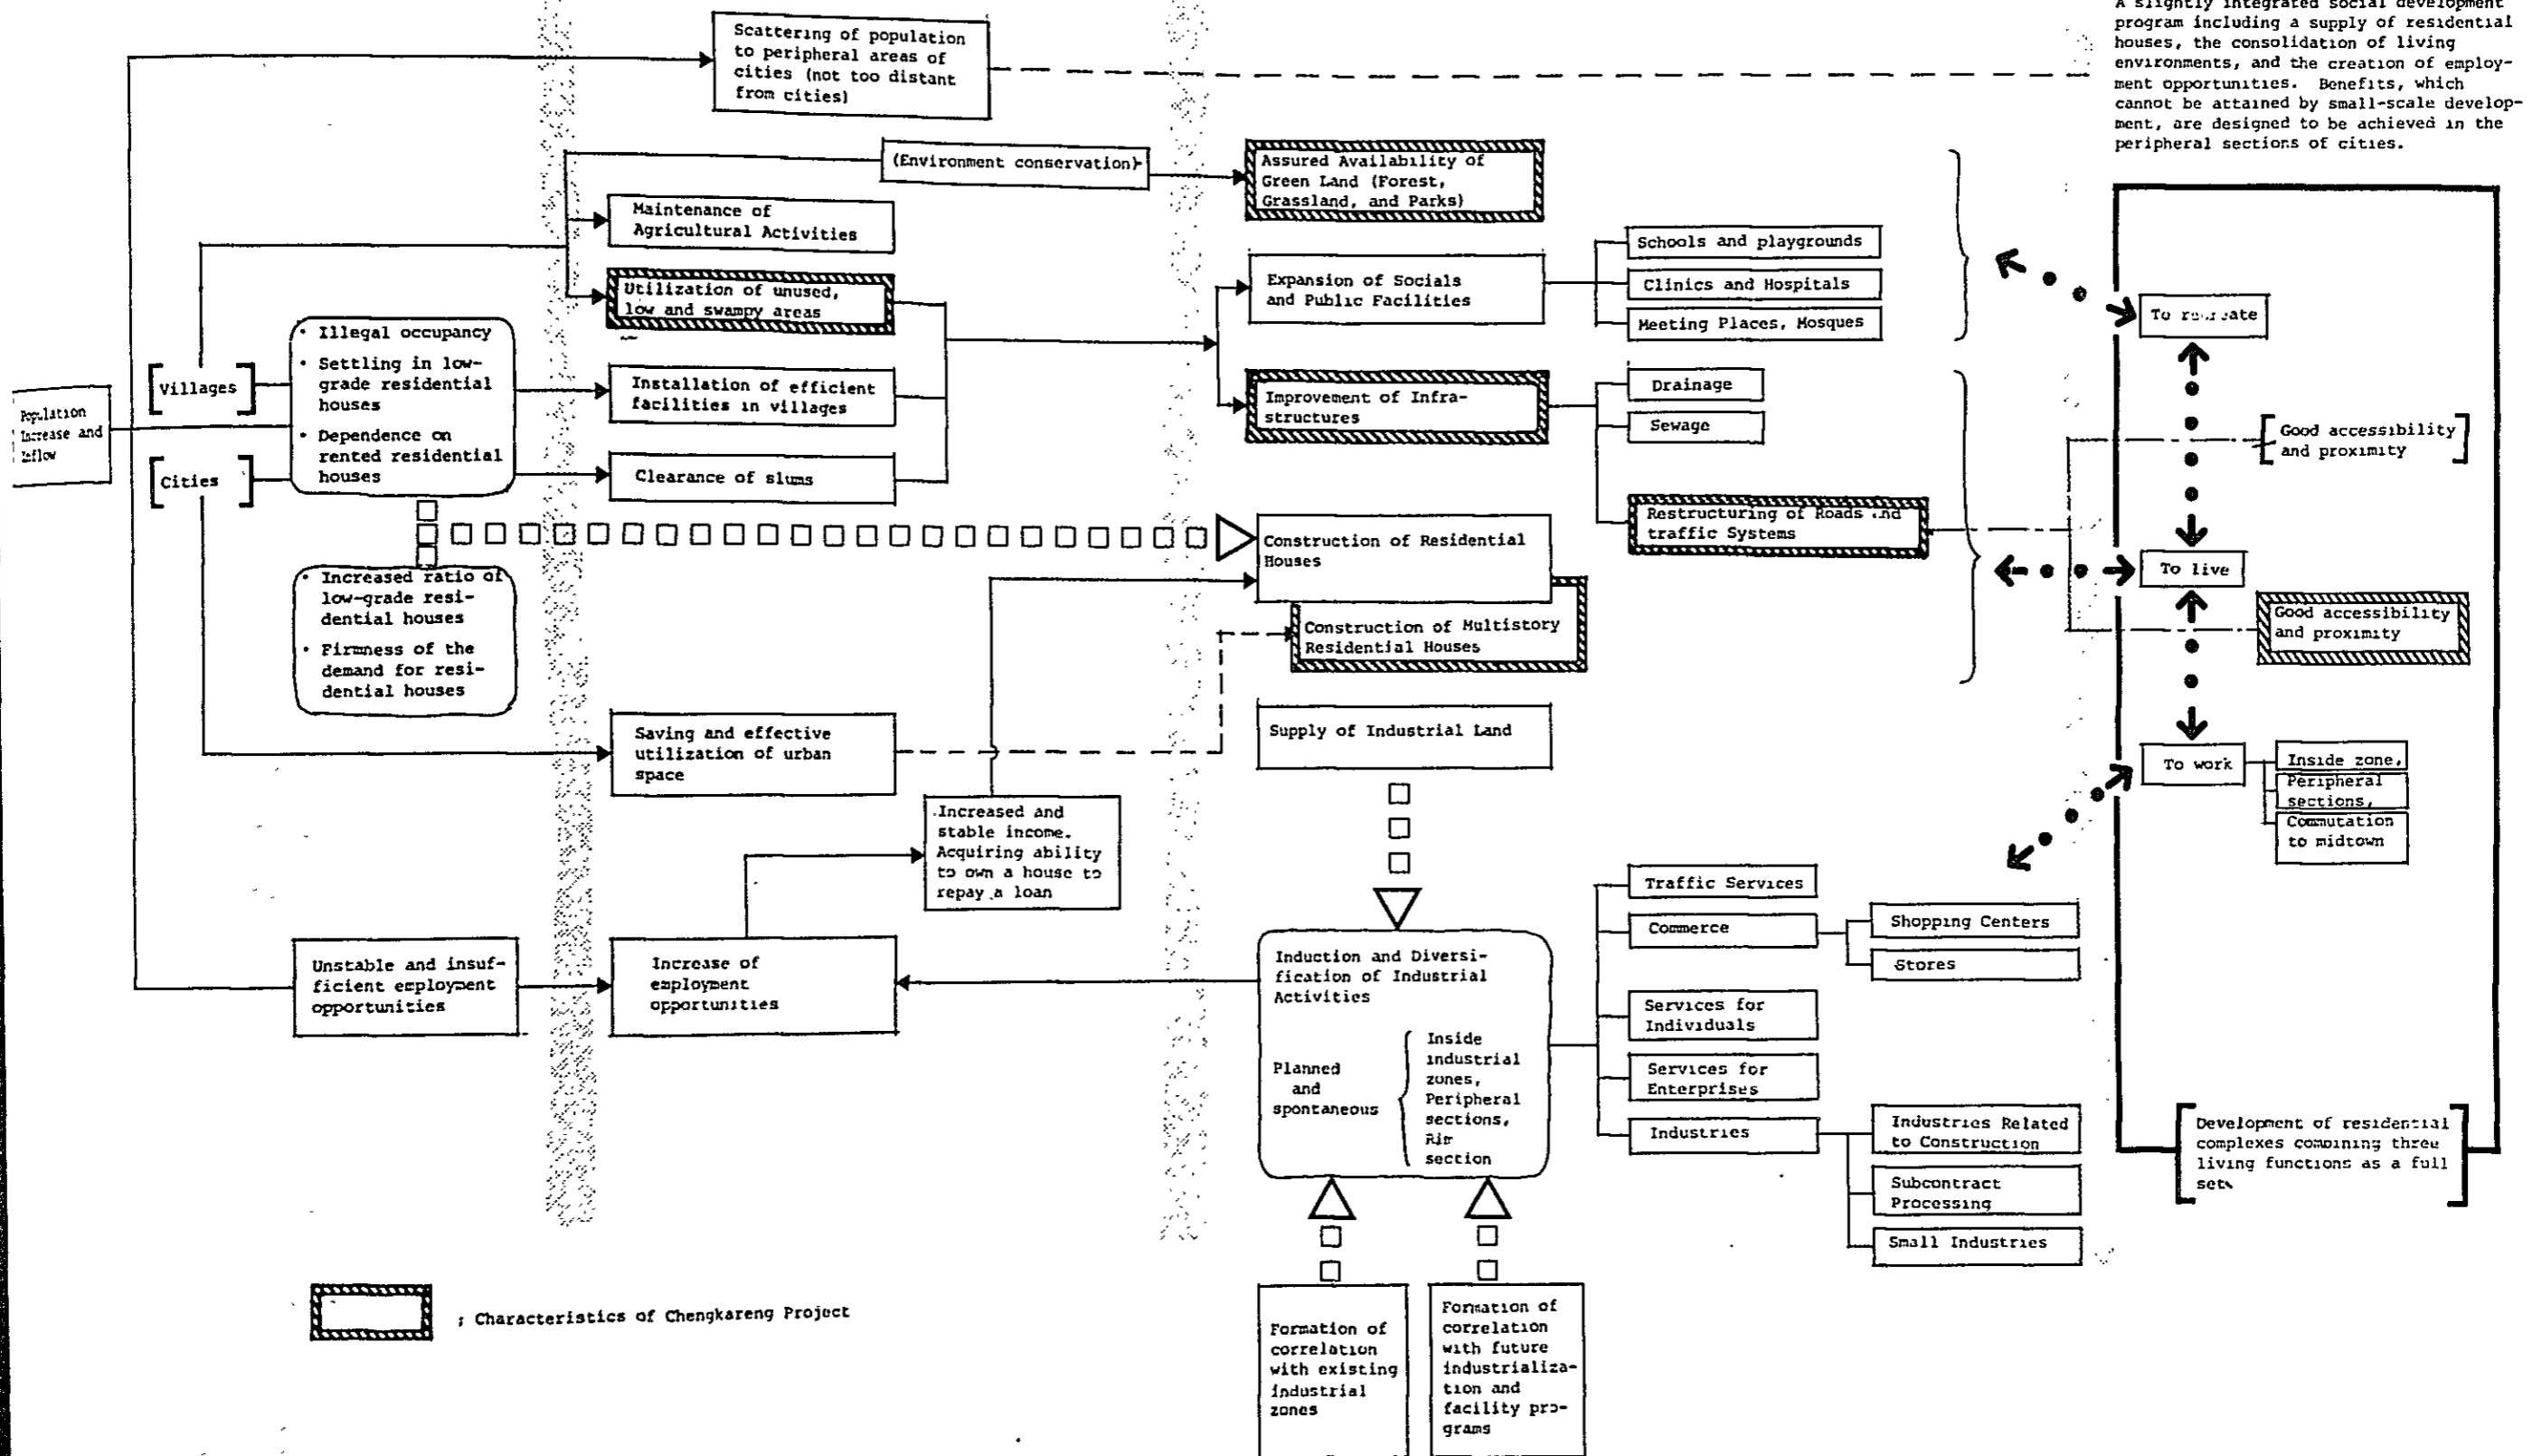 A slightly integrated social development
program including a supply of residential
houses, the consolidation of living
environments, and the creation of employ-
ment opportunities. Benefits, which
cannot be attained by small-scale develop-
ment, are designed to be achieved in the
peripheral sections of cities.
Scattering of population
to peripheral areas of
cities (not too distant
from cities)
(Environment conservation)
Assured Availability of
Green Land (Forest,
Grassland, and Parks)
Maintenance of
Agricultural Activities
Utilization of unused,
low and swampy areas
Expansion of Socials
and Public Facilities
Schools and playgrounds
Clinics and Hospitals
Meeting Places, Mosques
Population
Increase and
Inflow
Villages
Cities
• Illegal occupancy
• Settling in low-
grade residential
houses
• Dependence on
rented residential
houses
Installation of efficient
facilities in villages
Clearance of slums
Improvement of Infra-
structures
Drainage
Sewage
Restructuring of Roads
traffic Systems
• Increased ratio of
low-grade resi-
dential houses
• Firmness of the
demand for resi-
dential houses
Construction of Residential
Houses
Construction of Multistory
Residential Houses
Saving and effective
utilization of urban
space
Supply of Industrial Land
Increased and
stable income.
Acquiring ability
to own a house to
repay a loan
Unstable and insuf-
ficient employment
opportunities
Increase of
employment
opportunities
Induction and Diversi-
fication of Industrial
Activities
Planned
and
spontaneous
Inside
industrial
zones,
Peripheral
sections,
Rim
section
Traffic Services
Commerce
Shopping Centers
Stores
Services for
Individuals
Services for
Enterprises
Industries
Industries Related
to Construction
Subcontract
Processing
Small Industries
Formation of
correlation
with existing
industrial
zones
Formation of
correlation
with future
industrializa-
tion and
facility pro-
grams
To
Good accessibility
and proximity
To live
Good accessibility
and proximity
To work
Inside zone,
Peripheral
sections,
Commutation
to midtown
Development of residential
complexes combining three
living functions as a full
set.
; Characteristics of Chengkareng Project